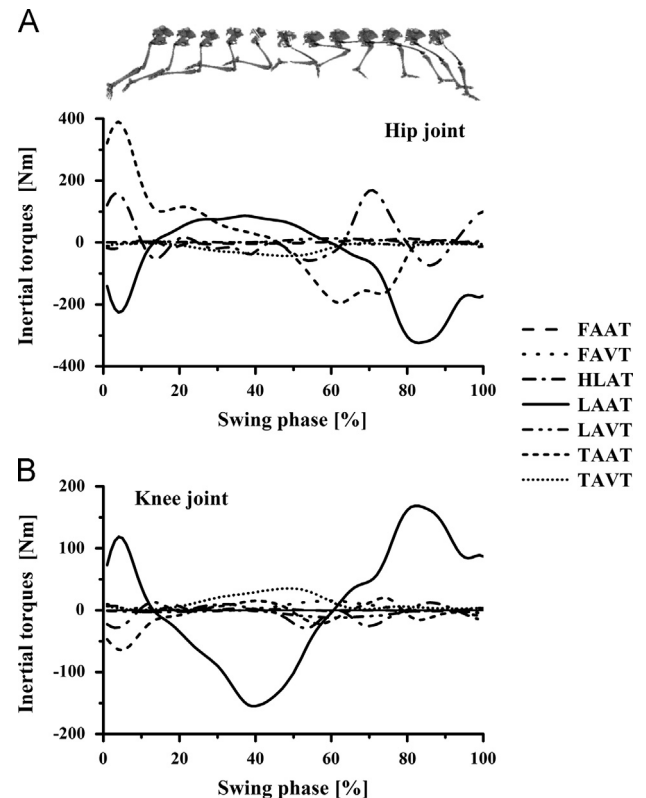 A
Hip joint
Inertial torques [Nm]
400
200
0
-200
-400
0 20 40 60 80 100
Swing phase [%]
FAAT
FAVT
HLAT
LAAT
LAVT
TAAT
TAVT
B
Knee joint
Inertial torques [Nm]
200
100
0
-100
-200
0 20 40 60 80 100
Swing phase [%]